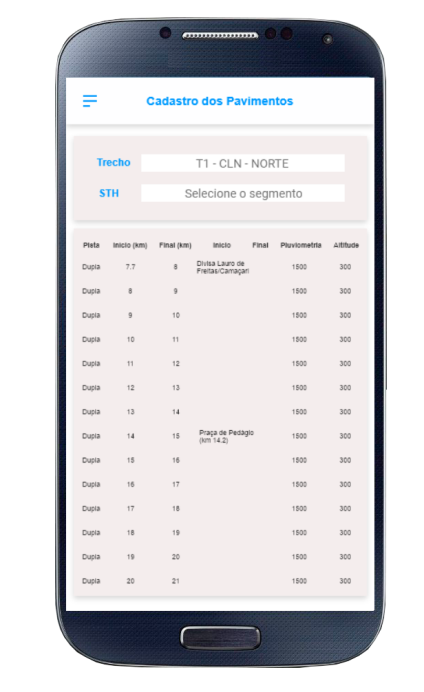 Cadastro dos Pavimentos
Trecho T1 - CLN - NORTE
STH Selecione o segmento
Pista Início (km) Final (km) Início Final Pluviometria Altitude
Dupla 7.7 8 Divisa Lauro de Freitas/Camaçari 1500 300
Dupla 8 9 1500 300
Dupla 9 10 1500 300
Dupla 10 11 1500 300
Dupla 11 12 1500 300
Dupla 12 13 1500 300
Dupla 13 14 1500 300
Dupla 14 15 Praça de Pedágio (km 14.2) 1500 300
Dupla 15 16 1500 300
Dupla 16 17 1500 300
Dupla 17 18 1500 300
Dupla 18 19 1500 300
Dupla 19 20 1500 300
Dupla 20 21 1500 300